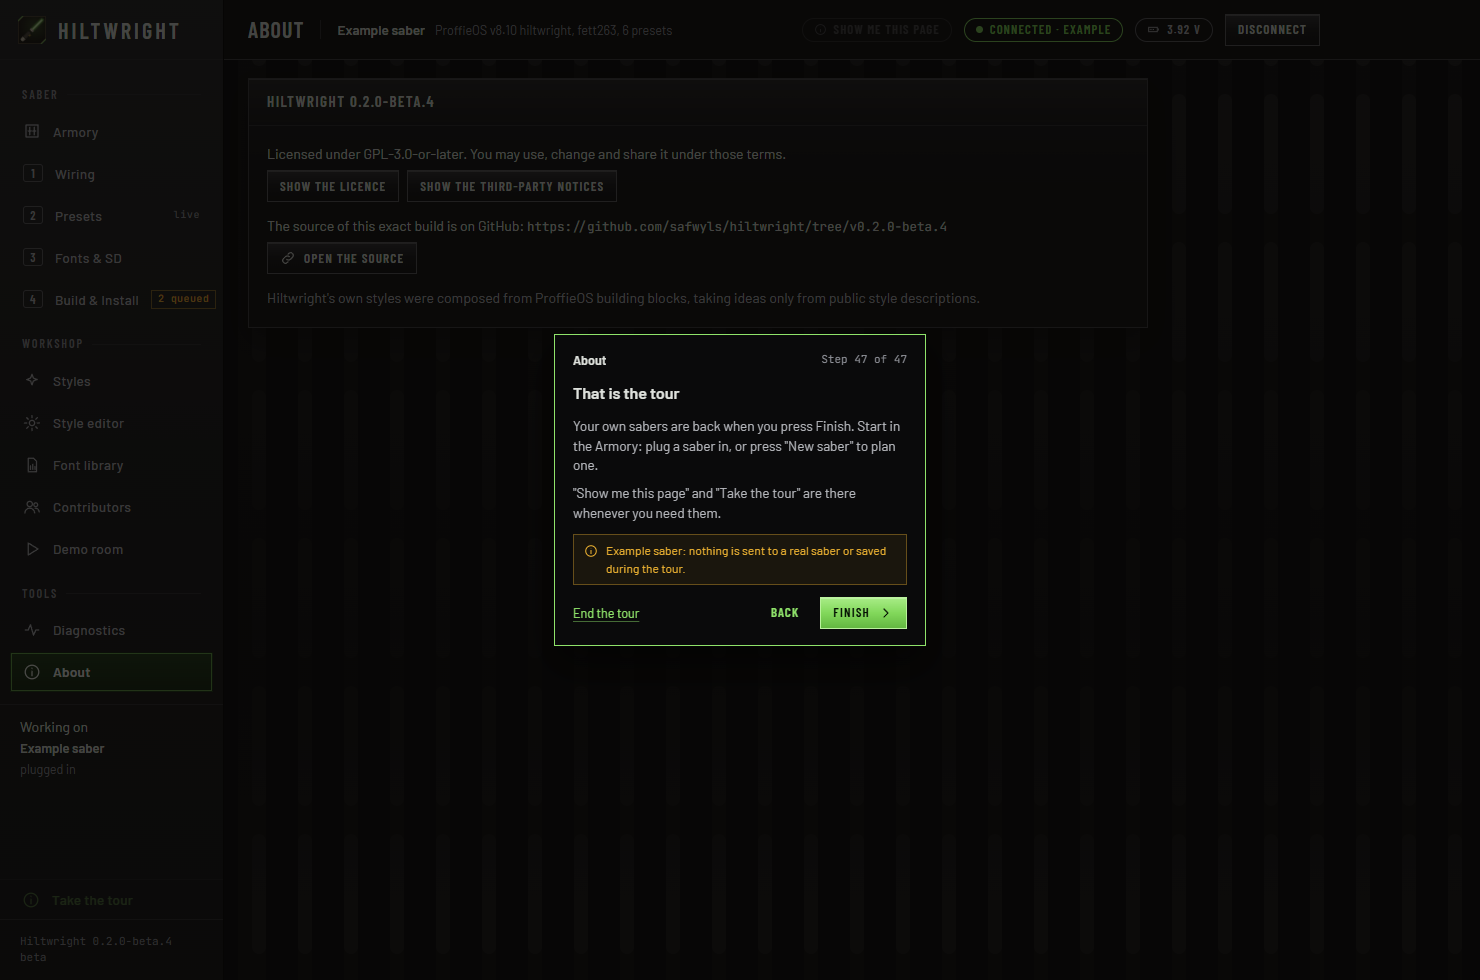 HILTWRIGHT
ABOUT
Example saber
ProffieOS v8.10 hiltwright, fett263, 6 presets
SHOW ME THIS PAGE
CONNECTED · EXAMPLE
3.92 V
DISCONNECT
SABER
Armory
1 Wiring
2 Presets live
3 Fonts & SD
4 Build & Install 2 queued
WORKSHOP
Styles
Style editor
Font library
Contributors
Demo room
TOOLS
Diagnostics
About
Working on
Example saber
plugged in
Take the tour
Hiltwright 0.2.0-beta.4
beta
HILTWRIGHT 0.2.0-BETA.4
Licensed under GPL-3.0-or-later. You may use, change and share it under those terms.
SHOW THE LICENCE
SHOW THE THIRD-PARTY NOTICES
The source of this exact build is on GitHub: https://github.com/safwyls/hiltwright/tree/v0.2.0-beta.4
OPEN THE SOURCE
Hiltwright's own styles were composed from ProffieOS building blocks, taking ideas only from public style descriptions.
About
Step 47 of 47
That is the tour
Your own sabers are back when you press Finish. Start in
the Armory: plug a saber in, or press "New saber" to plan
one.
"Show me this page" and "Take the tour" are there
whenever you need them.
Example saber: nothing is sent to a real saber or saved
during the tour.
End the tour
BACK
FINISH